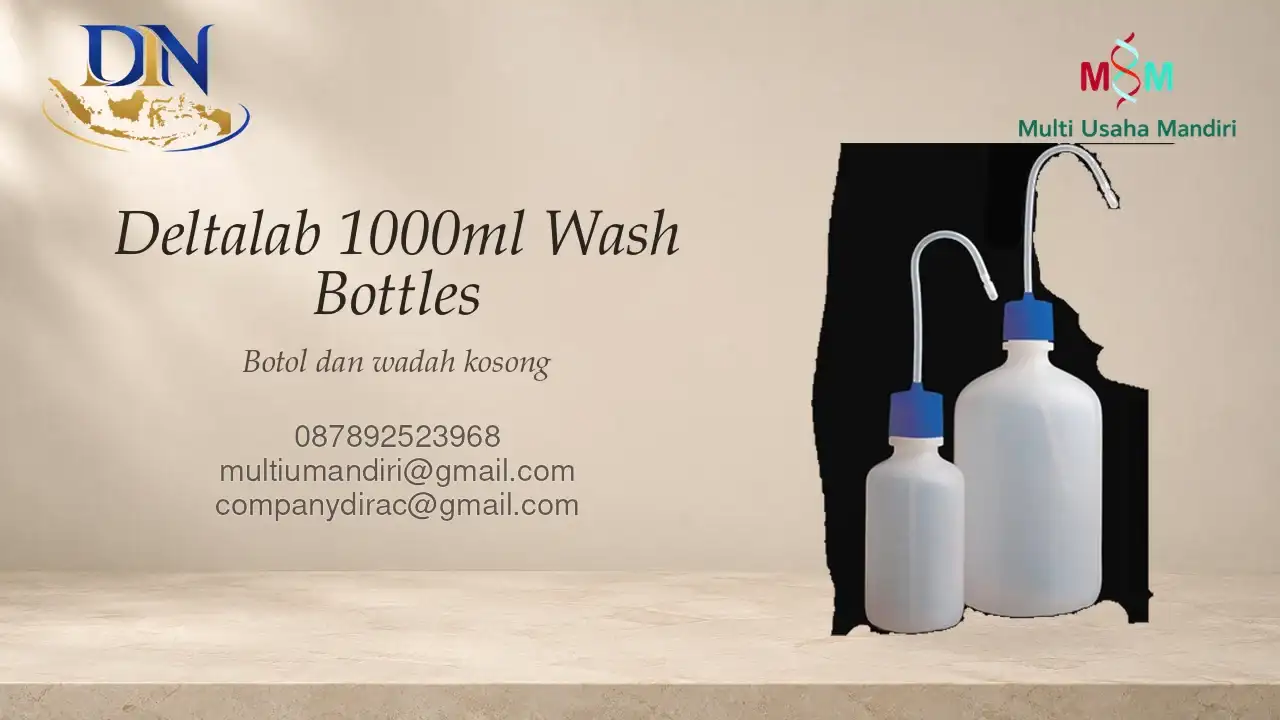 DIN
M M
Multi Usaha Mandiri
Deltalab 1000ml Wash
Bottles
Botol dan wadah kosong
087892523968
multiumandiri@gmail.com
companydirac@gmail.com